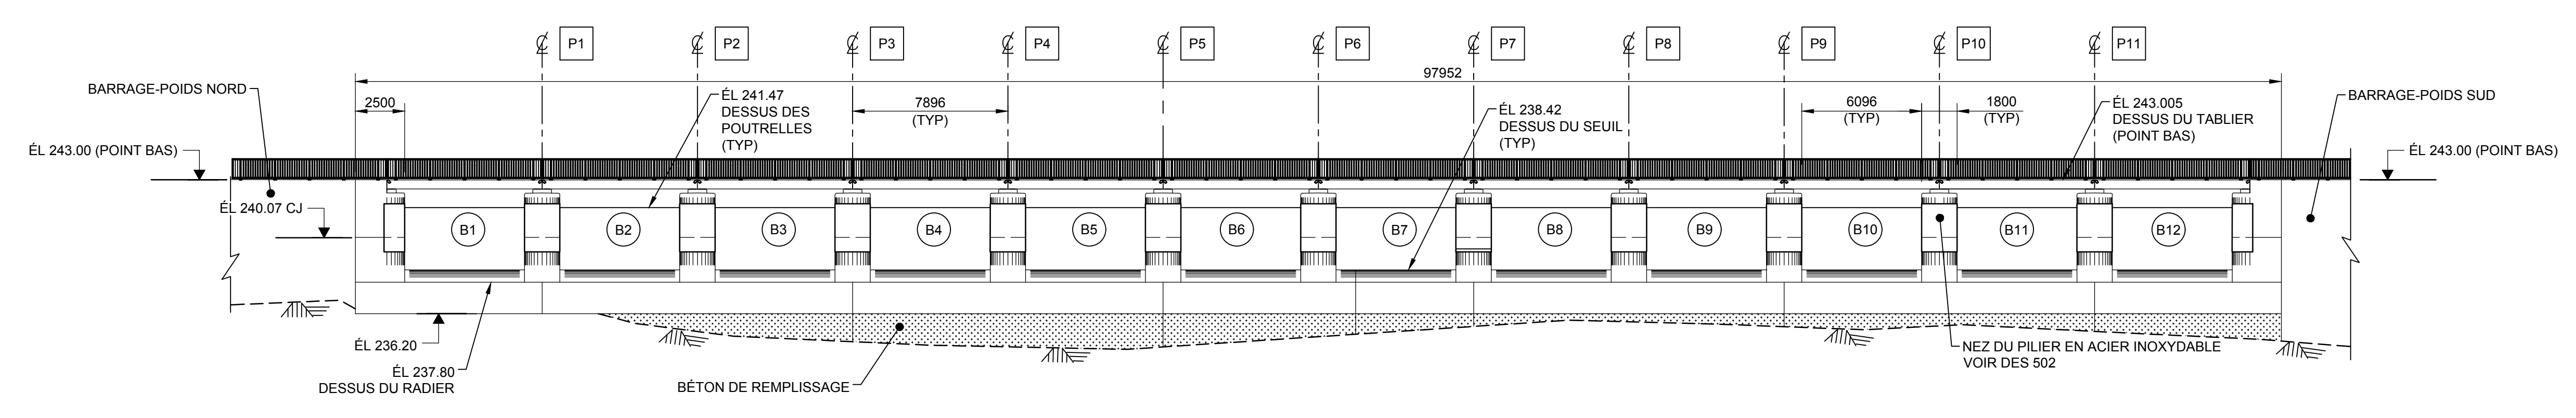 ℄ P1
℄ P2
℄ P3
℄ P4
℄ P5
℄ P6
℄ P7
℄ P8
℄ P9
℄ P10
℄ P11
97952
BARRAGE-POIDS NORD
2500
ÉL 241.47
DESSUS DES
POUTRELLES
(TYP)
7896
(TYP)
ÉL 238.42
DESSUS DU SEUIL
(TYP)
6096
(TYP)
1800
(TYP)
ÉL 243.005
DESSUS DU TABLIER
(POINT BAS)
BARRAGE-POIDS SUD
ÉL 243.00 (POINT BAS)
ÉL 243.00 (POINT BAS)
ÉL 240.07 CJ
B1
B2
B3
B4
B5
B6
B7
B8
B9
B10
B11
B12
ÉL 236.20
ÉL 237.80
DESSUS DU RADIER
BÉTON DE REMPLISSAGE
NEZ DU PILIER EN ACIER INOXYDABLE
VOIR DES 502